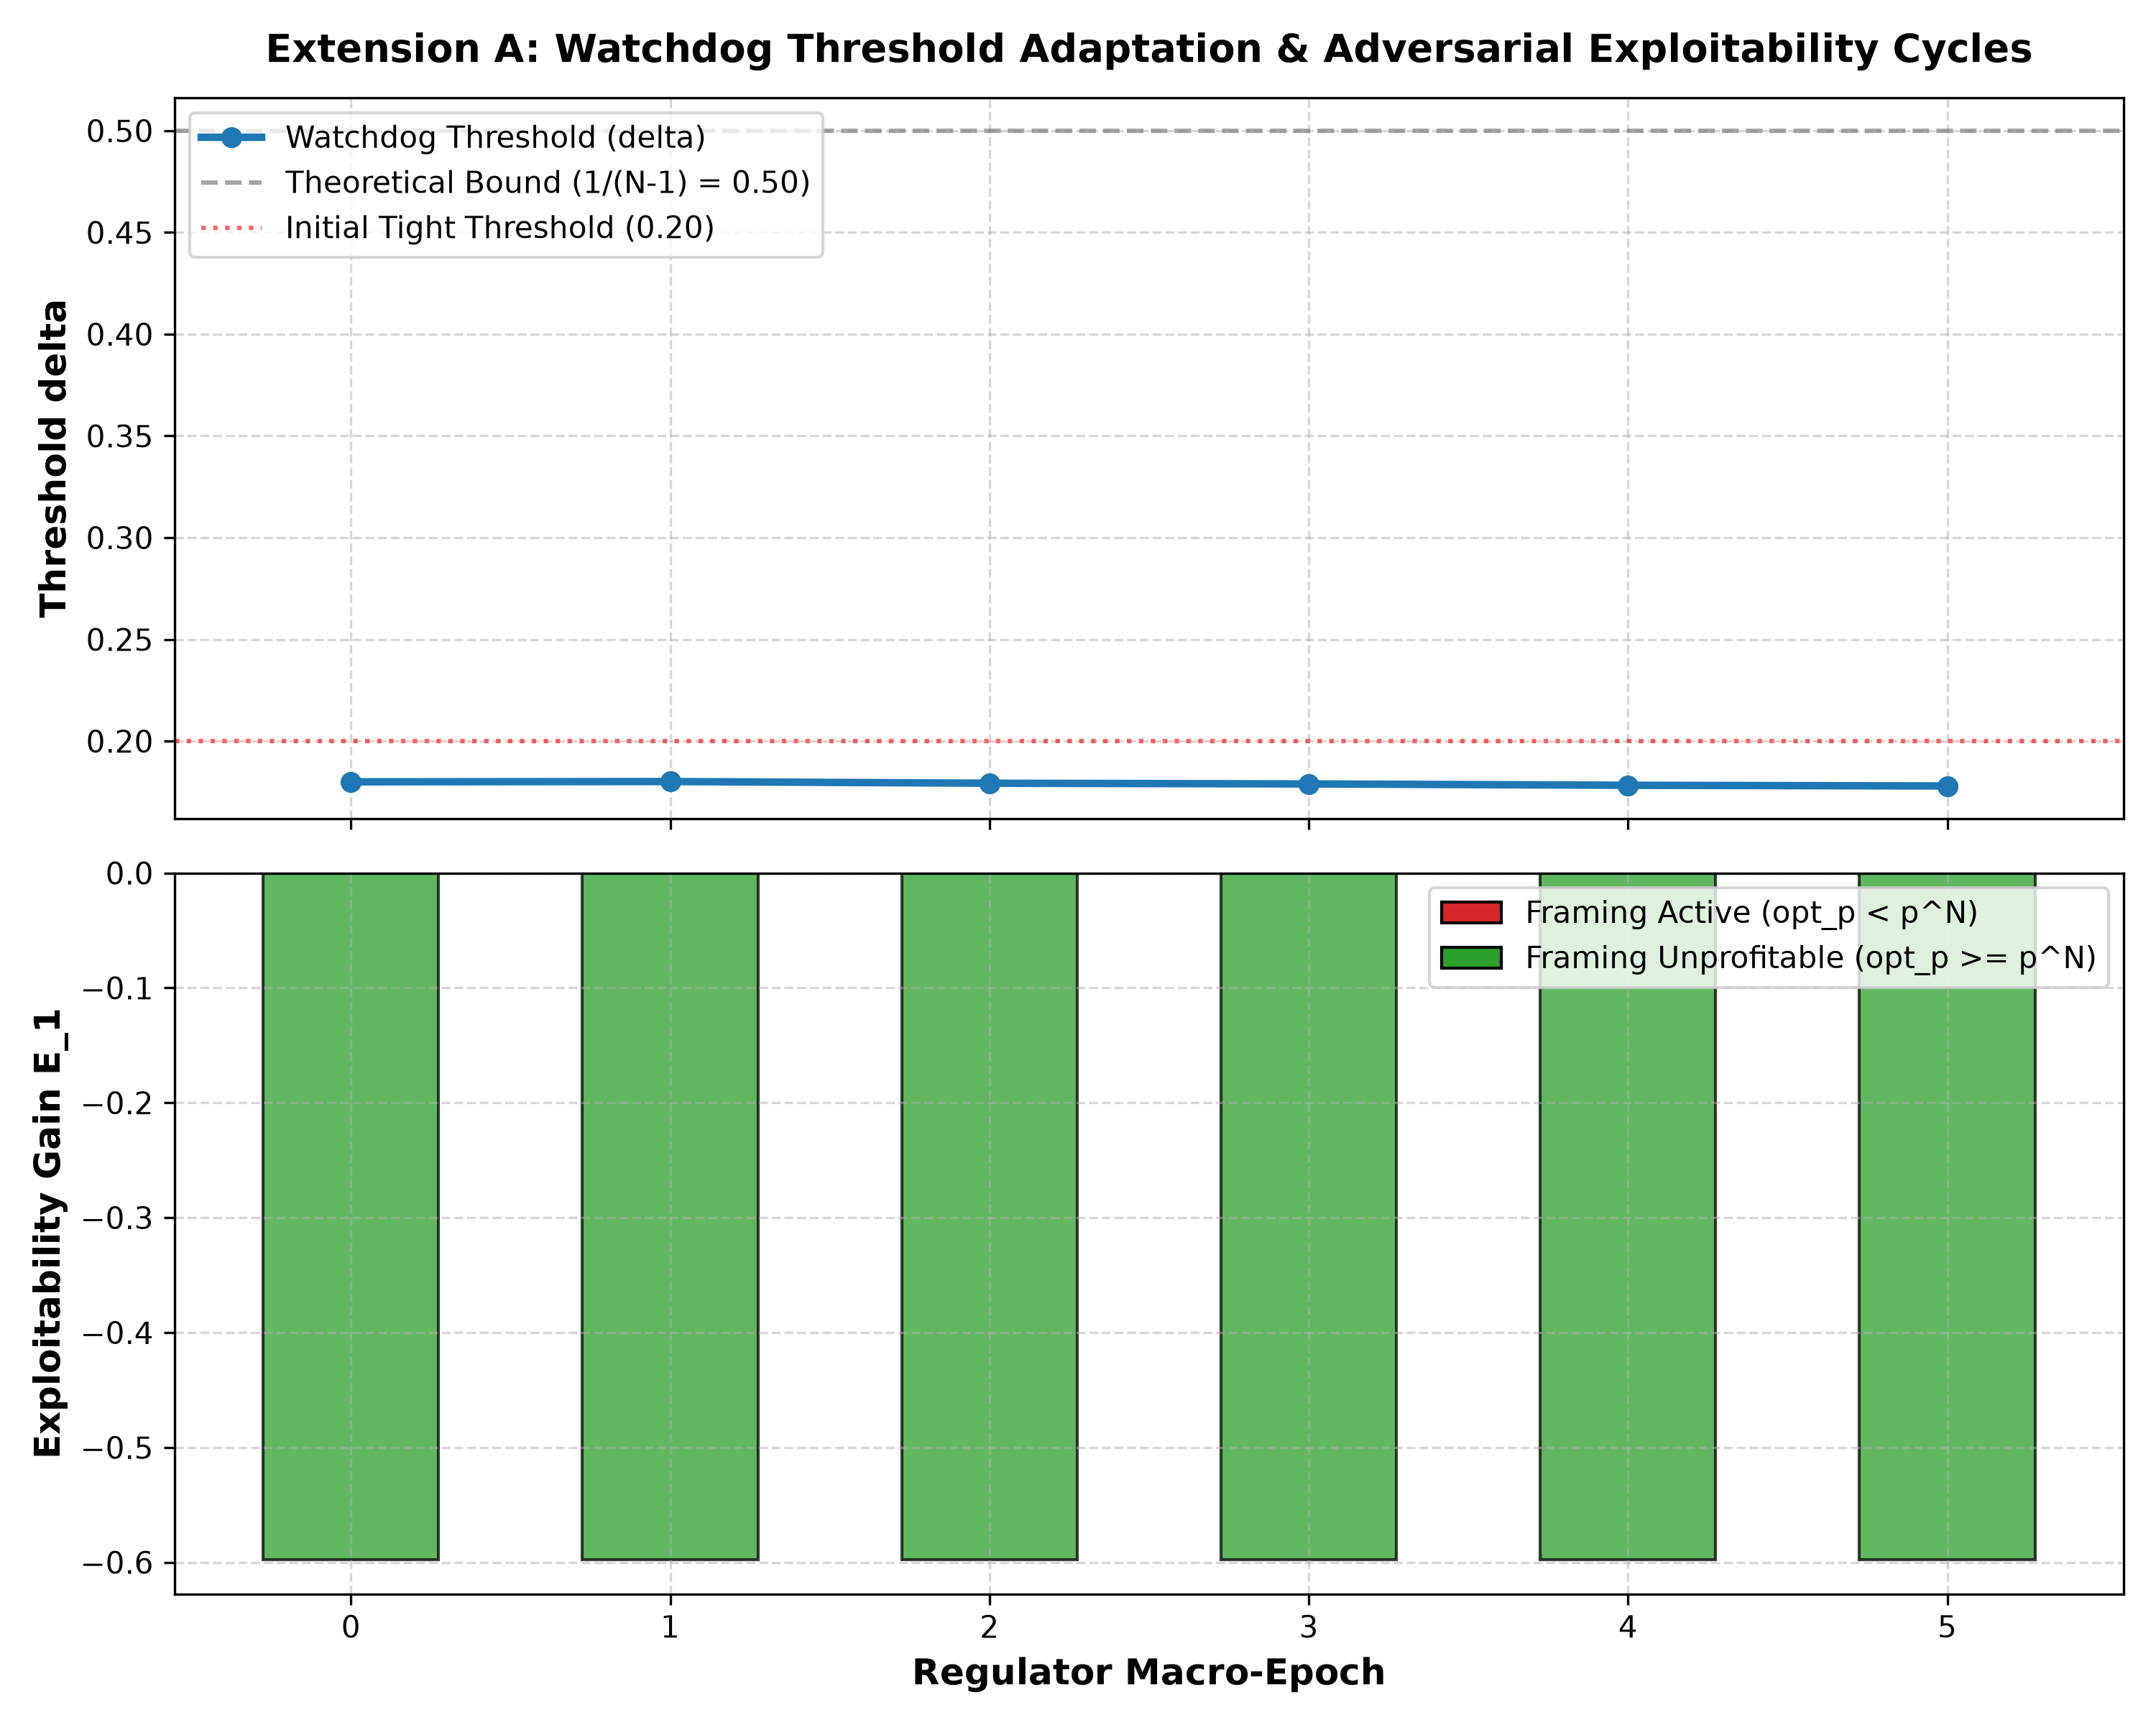 Extension A: Watchdog Threshold Adaptation & Adversarial Exploitability Cycles
Threshold delta
0.50
0.45
0.40
0.35
0.30
0.25
0.20
Watchdog Threshold (delta)
Theoretical Bound (1/(N-1) = 0.50)
Initial Tight Threshold (0.20)
Exploitability Gain E_1
0.0
−0.1
−0.2
−0.3
−0.4
−0.5
−0.6
Framing Active (opt_p < p^N)
Framing Unprofitable (opt_p >= p^N)
0 1 2 3 4 5
Regulator Macro-Epoch